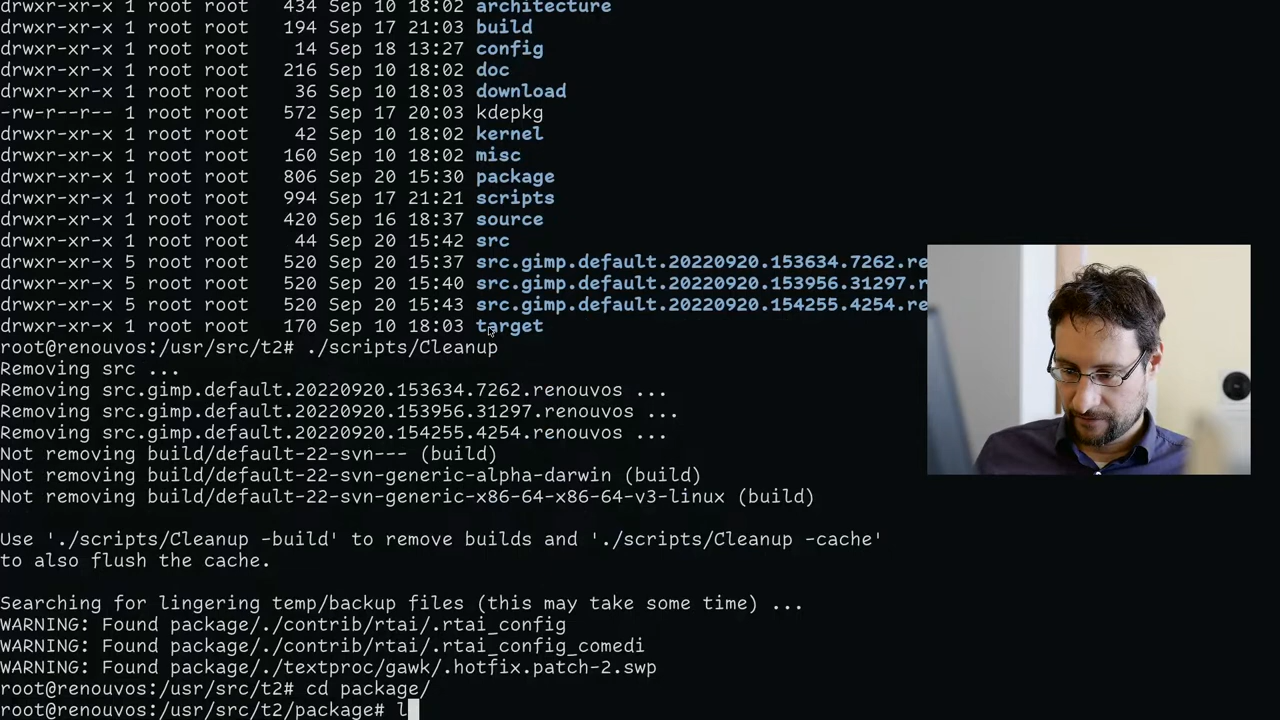 drwxr-xr-x 1 root root   434 Sep 10 18:02 architecture
drwxr-xr-x 1 root root   194 Sep 17 21:03 build
drwxr-xr-x 1 root root    14 Sep 18 13:27 config
drwxr-xr-x 1 root root   216 Sep 10 18:02 doc
drwxr-xr-x 1 root root    36 Sep 10 18:03 download
-rw-r--r-- 1 root root   572 Sep 17 20:03 kdepkg
drwxr-xr-x 1 root root    42 Sep 10 18:02 kernel
drwxr-xr-x 1 root root   160 Sep 10 18:02 misc
drwxr-xr-x 1 root root   806 Sep 20 15:30 package
drwxr-xr-x 1 root root   994 Sep 17 21:21 scripts
drwxr-xr-x 1 root root   420 Sep 16 18:37 source
drwxr-xr-x 1 root root    44 Sep 20 15:42 src
drwxr-xr-x 5 root root   520 Sep 20 15:37 src.gimp.default.20220920.153634.7262.re
drwxr-xr-x 5 root root   520 Sep 20 15:40 src.gimp.default.20220920.153956.31297.r
drwxr-xr-x 5 root root   520 Sep 20 15:43 src.gimp.default.20220920.154255.4254.re
drwxr-xr-x 1 root root   170 Sep 10 18:03 target
root@renouvos:/usr/src/t2# ./scripts/Cleanup
Removing src ...
Removing src.gimp.default.20220920.153634.7262.renouvos ...
Removing src.gimp.default.20220920.153956.31297.renouvos ...
Removing src.gimp.default.20220920.154255.4254.renouvos ...
Not removing build/default-22-svn--- (build)
Not removing build/default-22-svn-generic-alpha-darwin (build)
Not removing build/default-22-svn-generic-x86-64-x86-64-v3-linux (build)
Use './scripts/Cleanup -build' to remove builds and './scripts/Cleanup -cache'
to also flush the cache.
Searching for lingering temp/backup files (this may take some time) ...
WARNING: Found package/./contrib/rtai/.rtai_config
WARNING: Found package/./contrib/rtai/.rtai_config_comedi
WARNING: Found package/./textproc/gawk/.hotfix.patch-2.swp
root@renouvos:/usr/src/t2# cd package/
root@renouvos:/usr/src/t2/package# l